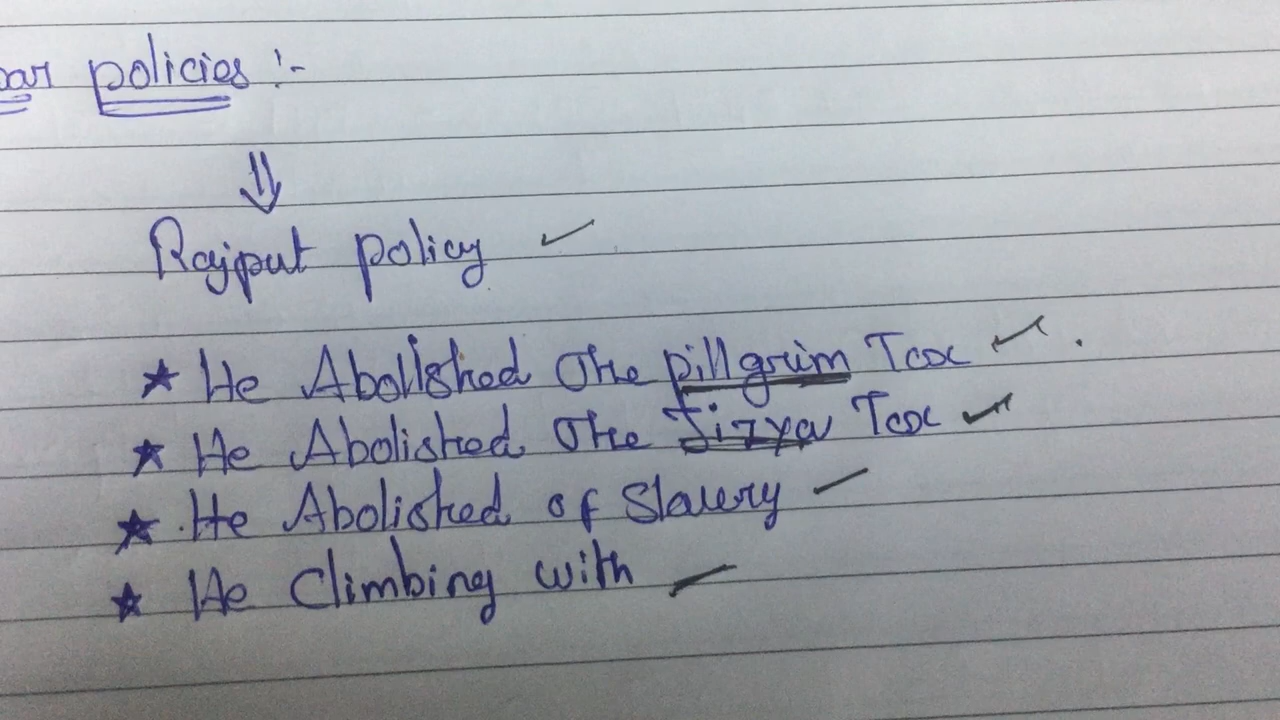 policies :-
Rajput policy
He Abolished The pillgrim Tax
He Abolished The Jizya Tax
He Abolished of Slavery
He Climbing with